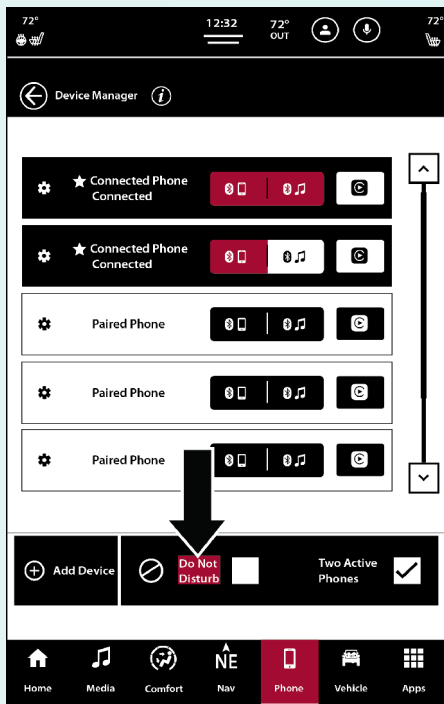 72°
12:32
72°
OUT
72°
Device Manager
i
Connected Phone
Connected
Connected Phone
Connected
Paired Phone
Paired Phone
Paired Phone
Add Device
Do Not
Disturb
Two Active
Phones
NE
Home
Media
Comfort
Nav
Phone
Vehicle
Apps